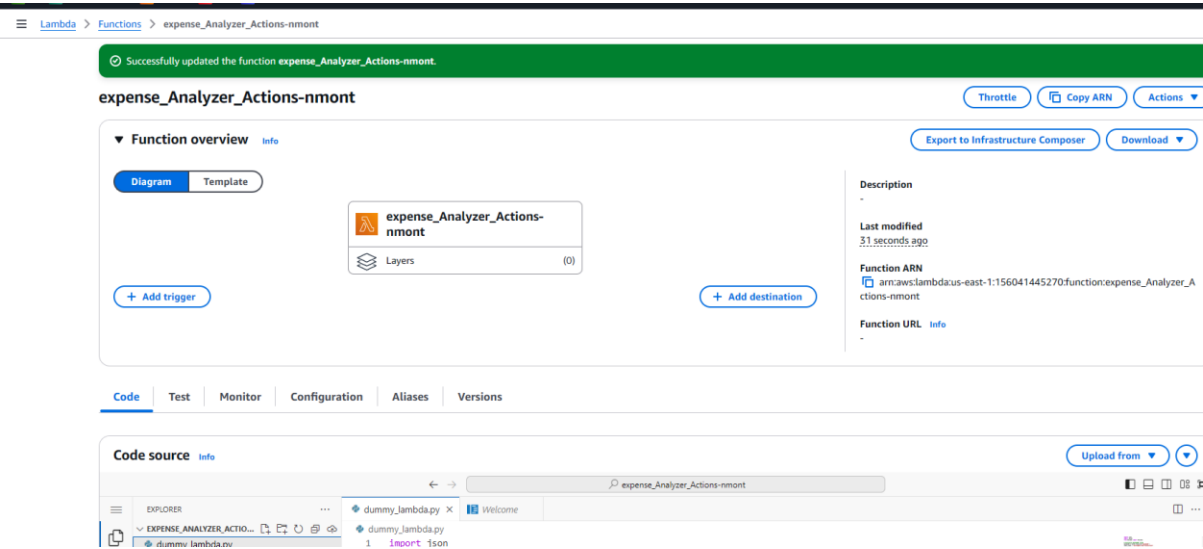 Lambda > Functions > expense_Analyzer_Actions-nmont
Successfully updated the function expense_Analyzer_Actions-nmont.
expense_Analyzer_Actions-nmont
Throttle
Copy ARN
Actions
Function overview Info
Export to Infrastructure Composer
Download
Diagram
Template
expense_Analyzer_Actions-
nmont
Layers (0)
+ Add trigger
+ Add destination
Description
-
Last modified
31 seconds ago
Function ARN
arn:aws:lambda:us-east-1:156041445270:function:expense_Analyzer_A
ctions-nmont
Function URL Info
-
Code Test Monitor Configuration Aliases Versions
Code source Info
Upload from
expense_Analyzer_Actions-nmont
EXPLORER ...
dummy_lambda.py
Welcome
...
EXPENSE_ANALYZER_ACTIO...
dummy_lambda.py
dummy_lambda.py
1 import json